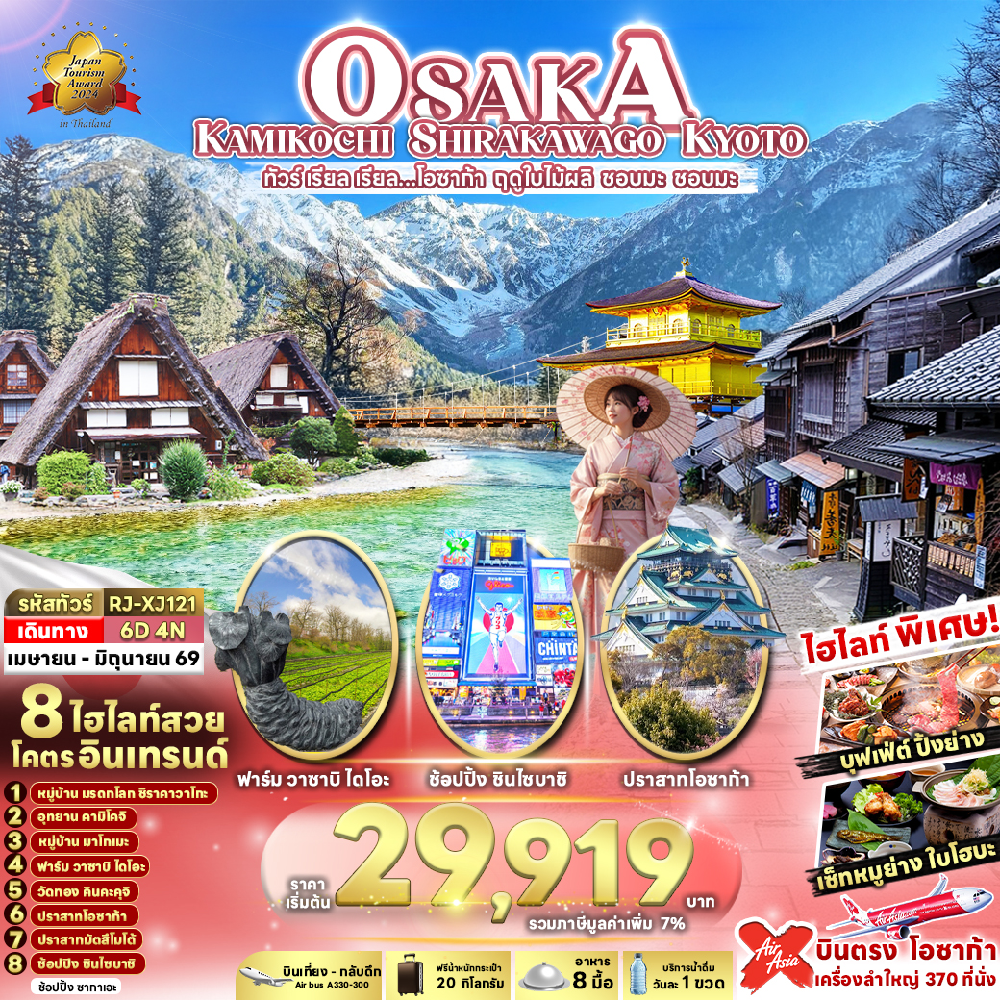 Japan
Tourism
Award
2024
in Thailand
OSAKA
KAMIKOCHI SHIRAKAWAGO KYOTO
ทัวร์ เรียล เรียล...โอซาก้า ฤดูใบไม้ผลิ ชอบมะ ชอบมะ
รหัสทัวร์ RJ-XJ121
เดินทาง 6D 4N
เมษายน - มิถุนายน 69
8 ไฮไลท์สวย
โคตรอินเทรนด์
1 หมู่บ้าน มรดกโลก ชิราคาวาโกะ
2 อุทยาน คามิโคจิ
3 หมู่บ้าน มาโกเมะ
4 ฟาร์ม วาซาบิ ไดโอะ
5 วัดทอง คินคะคุจิ
6 ปราสาทโอซาก้า
7 ปราสาทมัตสึโมโต้
8 ช้อปปิง ชินไซบาชิ
ช้อปปิ้ง ซากาเอะ
CHINTA
ฟาร์ม วาซาบิ ไดโอะ
ช้อปปิ้ง ชินไซบาชิ
ปราสาทโอซาก้า
ราคา
เริ่มต้น
29,919
บาท
รวมภาษีมูลค่าเพิ่ม 7%
ไฮไลท์ พิเศษ!
บุฟเฟ่ต์ ปิ้งย่าง
เซ็ทหมูย่าง ใบโฮบะ
AirAsia.com
Air
Asia
บินตรง โอซาก้า
เครื่องลำใหญ่ 370 ที่นั่ง
บินเที่ยง - กลับดึก
Air bus A330-300
ฟรีน้ำหนักกระเป๋า
20 กิโลกรัม
อาหาร
8 มื้อ
บริการน้ำดื่ม
วันละ 1 ขวด